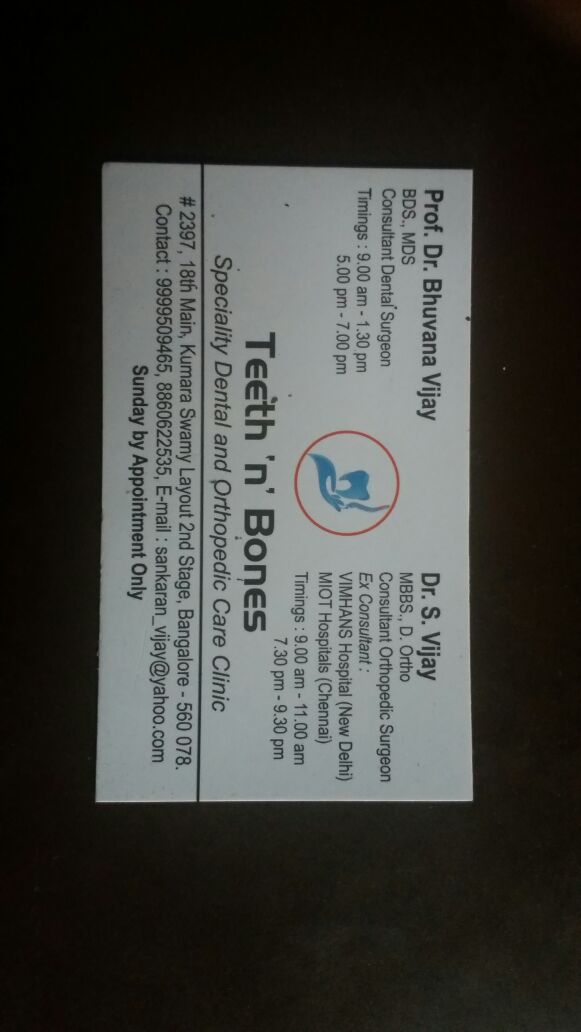 Prof. Dr. Bhuvana Vijay
BDS., MDS
Consultant Dental Surgeon
Timings : 9.00 am - 1.30 pm
5.00 pm - 7.00 pm
Dr. S. Vijay
MBBS., D. Ortho
Consultant Orthopedic Surgeon
Ex Consultant :
VIMHANS Hospital (New Delhi)
MIOT Hospitals (Chennai)
Timings : 9.00 am - 11.00 am
7.30 pm - 9.30 pm
Teeth 'n' Bones
Speciality Dental and Orthopedic Care Clinic
# 2397, 18th Main, Kumara Swamy Layout 2nd Stage, Bangalore - 560 078.
Contact : 9999509465, 8860622535, E-mail : sankaran_vijay@yahoo.com
Sunday by Appointment Only